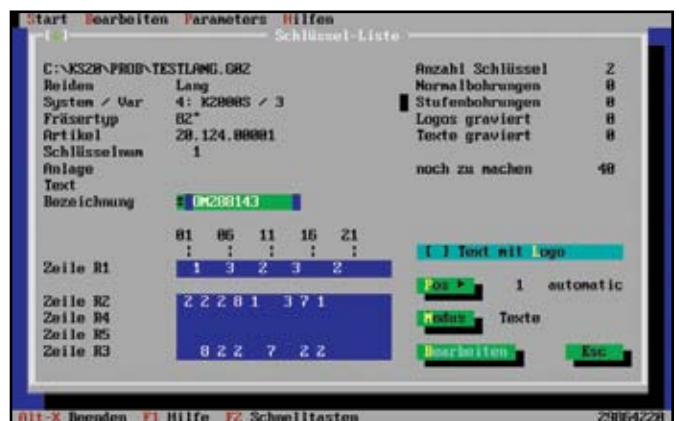 Start Bearbeiten Parameters Hilfen
Schlüssel-Liste
C:\KS20\PROB\TESTLANG.G02
Reiden Lang
System / Var 4: K2000S / 3
Fräsertyp 82°
Artikel 20.124.00001
Schlüsselnum 1
Anlage
Text
Bezeichnung OM288143
Anzahl Schlüssel 2
Normalbohrungen 0
Stufenbohrungen 0
Logos graviert 0
Texte graviert 0
noch zu machen 40
01 06 11 16 21
: : : : :
Zeile R1 1 3 2 3 2
Zeile R2 2 2 2 8 1 3 7 1
Zeile R4
Zeile R5
Zeile R3 8 2 2 7 2 2
[ ] Text mit Logo
Pos ► 1 automatic
Modus Texte
Bearbeiten Esc
Alt-X Beenden F1 Hilfe F2 Schnelltasten 29864220